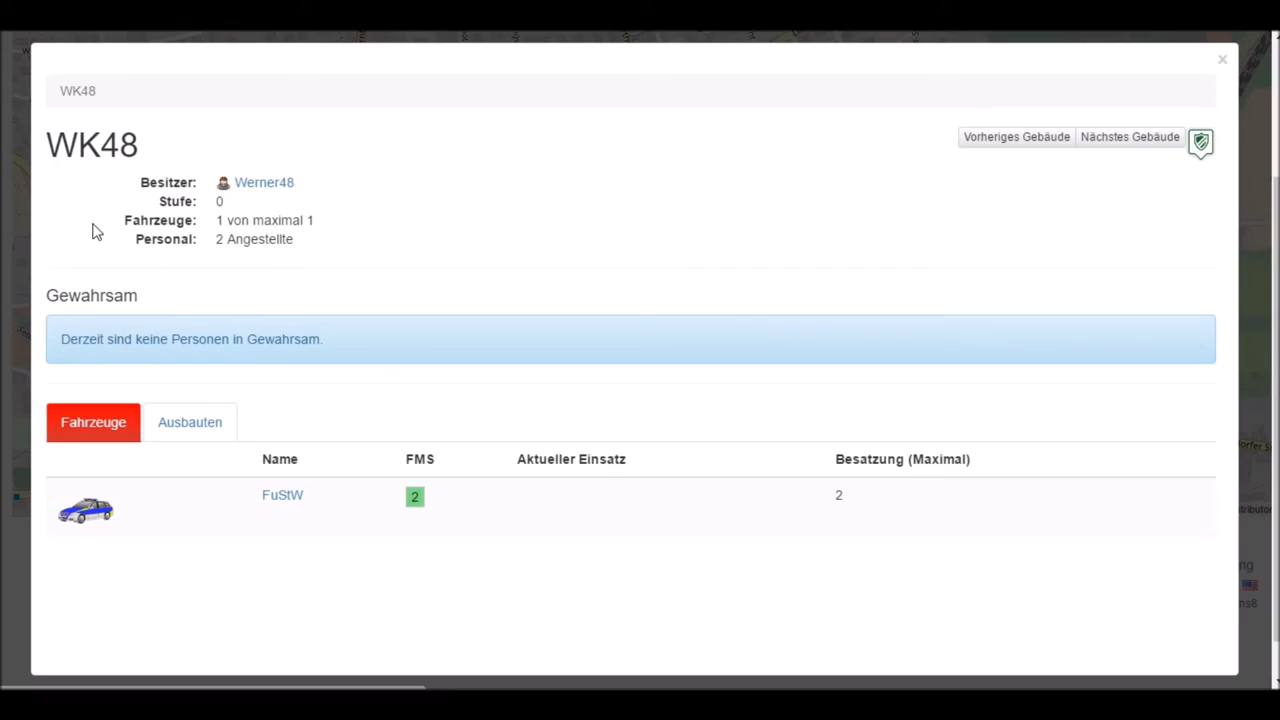 WK48
WK48
Vorheriges Gebäude Nächstes Gebäude
Besitzer: Werner48
Stufe: 0
Fahrzeuge: 1 von maximal 1
Personal: 2 Angestellte
Gewahrsam
Derzeit sind keine Personen in Gewahrsam.
Fahrzeuge Ausbauten
Name FMS Aktueller Einsatz Besatzung (Maximal)
FuStW 2 2